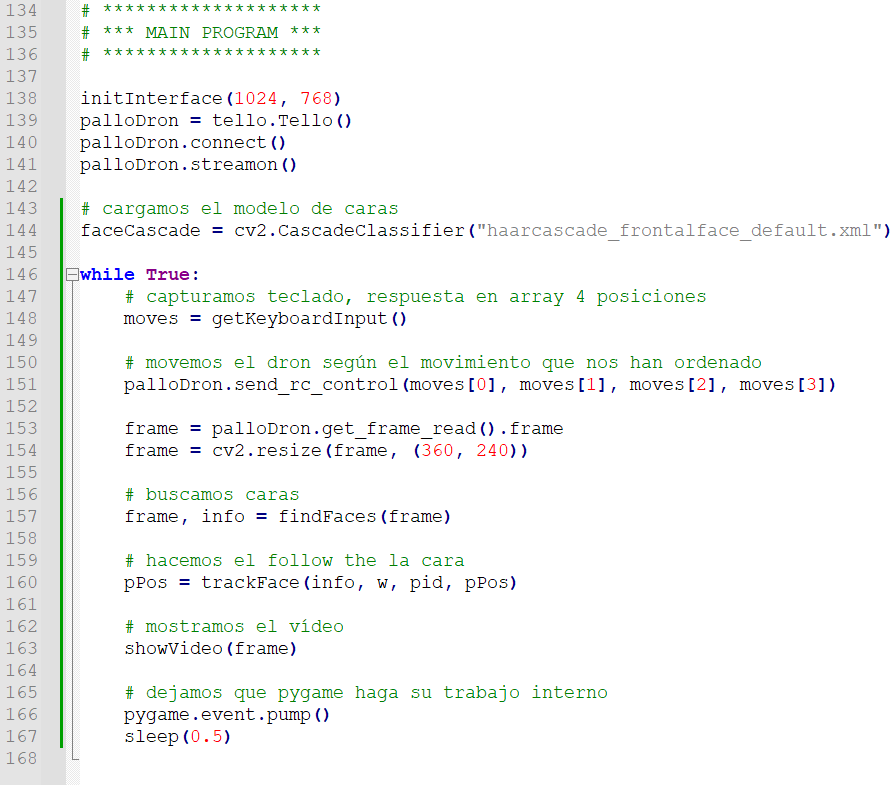 134 # ********************
135 # *** MAIN PROGRAM ***
136 # ********************
137
138 initInterface(1024, 768)
139 palloDron = tello.Tello()
140 palloDron.connect()
141 palloDron.streamon()
142
143 # cargamos el modelo de caras
144 faceCascade = cv2.CascadeClassifier("haarcascade_frontalface_default.xml")
145
146 while True:
147     # capturamos teclado, respuesta en array 4 posiciones
148     moves = getKeyboardInput()
149
150     # movemos el dron según el movimiento que nos han ordenado
151     palloDron.send_rc_control(moves[0], moves[1], moves[2], moves[3])
152
153     frame = palloDron.get_frame_read().frame
154     frame = cv2.resize(frame, (360, 240))
155
156     # buscamos caras
157     frame, info = findFaces(frame)
158
159     # hacemos el follow the la cara
160     pPos = trackFace(info, w, pid, pPos)
161
162     # mostramos el vídeo
163     showVideo(frame)
164
165     # dejamos que pygame haga su trabajo interno
166     pygame.event.pump()
167     sleep(0.5)
168